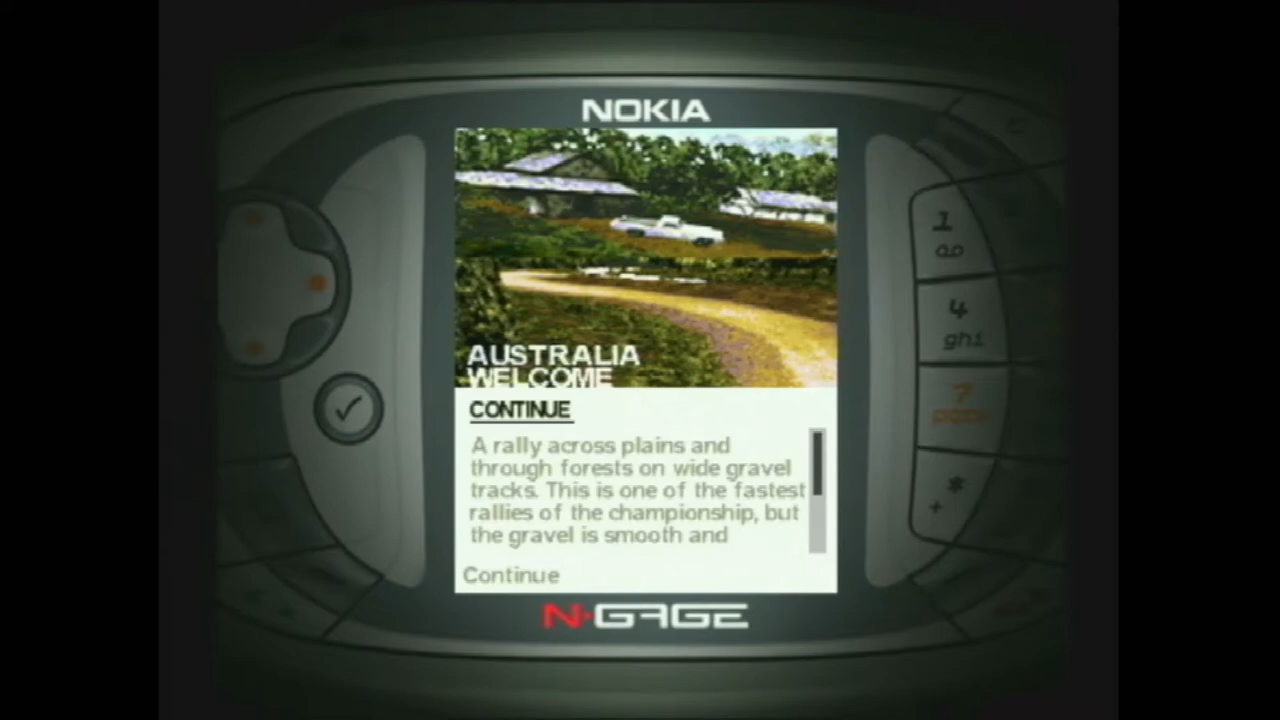 NOKIA
AUSTRALIA
WELCOME
CONTINUE
A rally across plains and
through forests on wide gravel
tracks. This is one of the fastest
rallies of the championship, but
the gravel is smooth and
Continue
N-GAGE
1
4
ghi
7
*
+